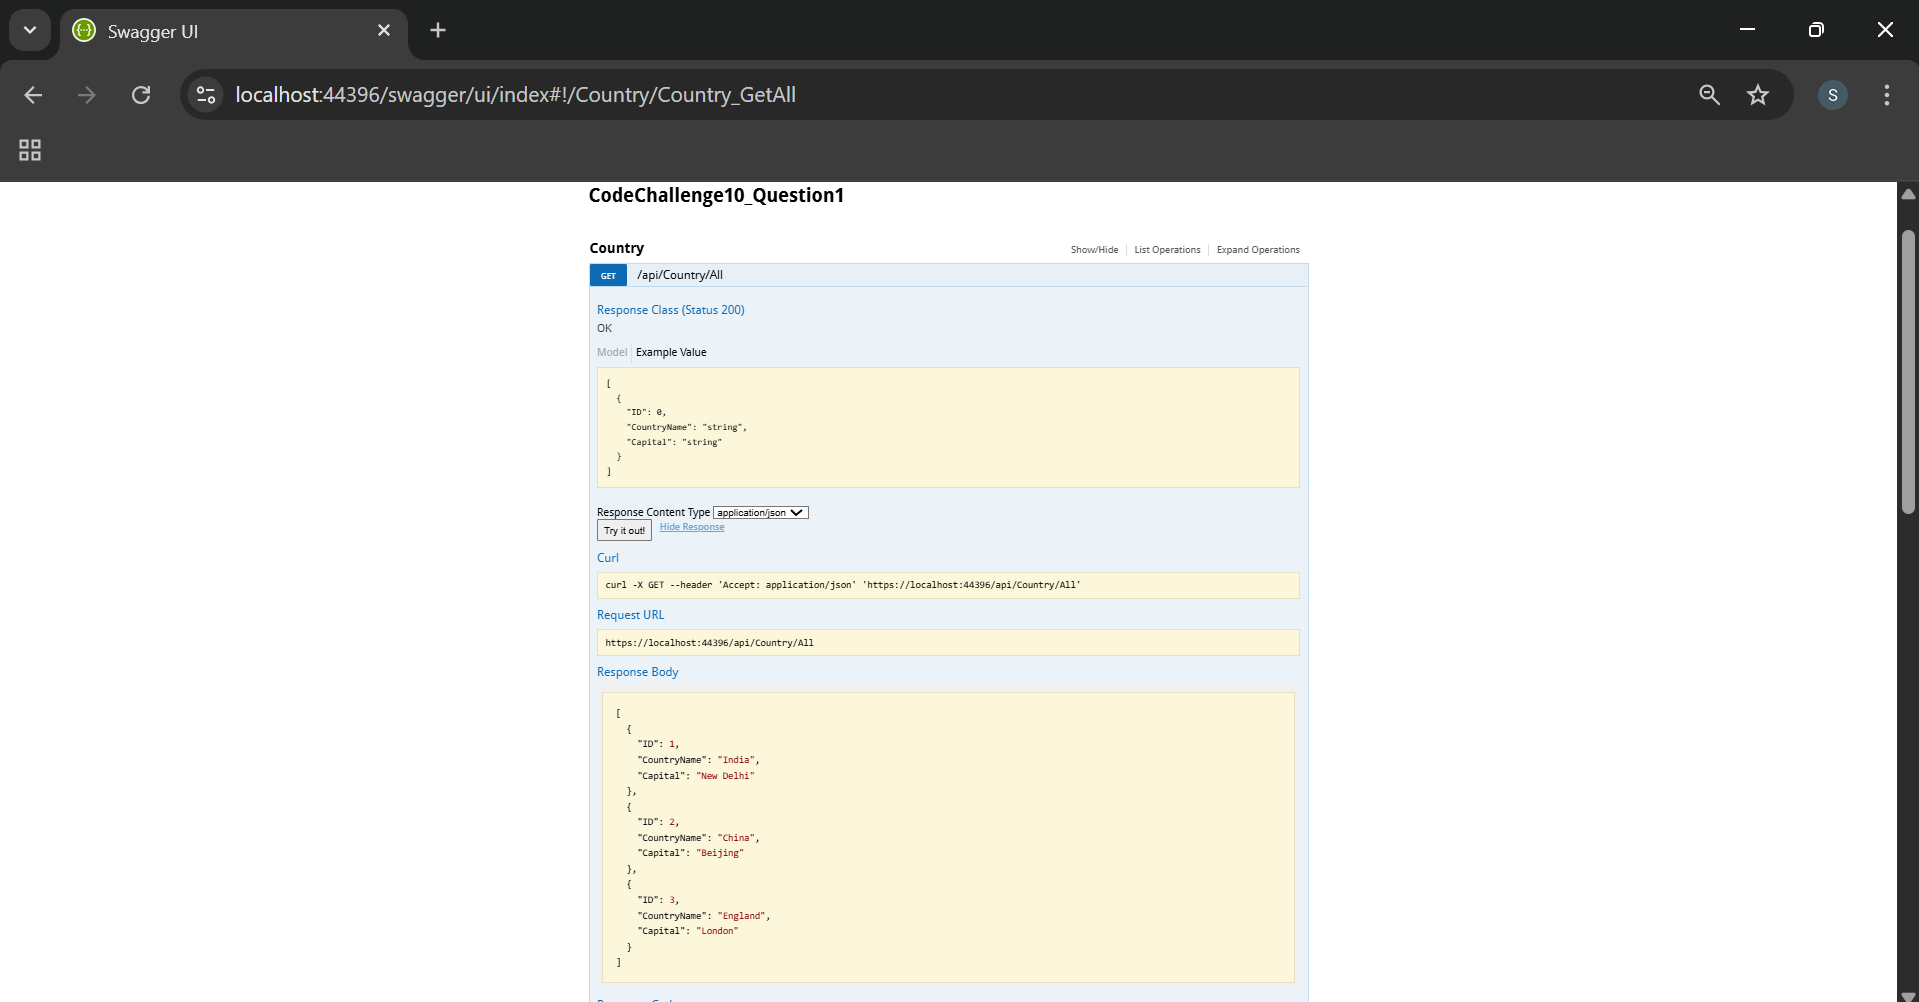 Swagger UI
localhost:44396/swagger/ui/index#!/Country/Country_GetAll
S
CodeChallenge10_Question1
Country
Show/Hide
List Operations
Expand Operations
GET
/api/Country/All
Response Class (Status 200)
OK
Model
Example Value
[
{
"ID": 0,
"CountryName": "string",
"Capital": "string"
}
]
Response Content Type application/json
Try it out!
Hide Response
Curl
curl -X GET --header 'Accept: application/json' 'https://localhost:44396/api/Country/All'
Request URL
https://localhost:44396/api/Country/All
Response Body
[
{
"ID": 1,
"CountryName": "India",
"Capital": "New Delhi"
},
{
"ID": 2,
"CountryName": "China",
"Capital": "Beijing"
},
{
"ID": 3,
"CountryName": "England",
"Capital": "London"
}
]